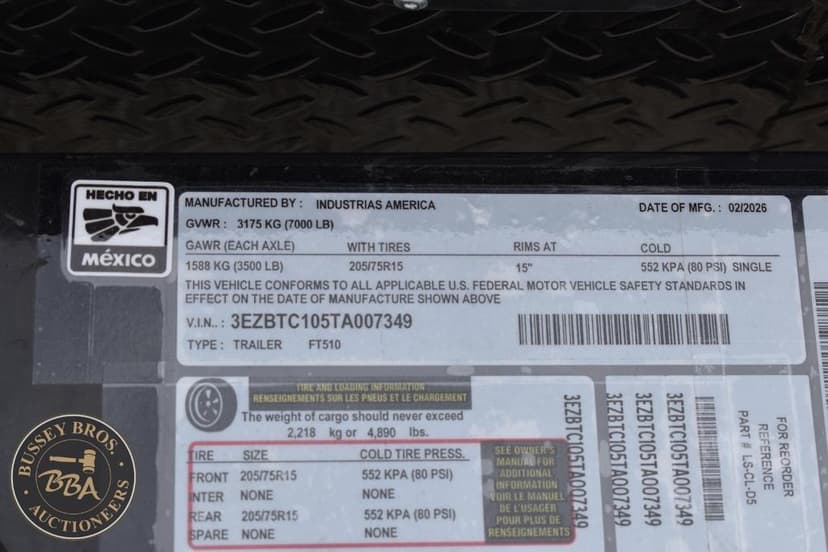 HECHO EN
MÉXICO
MANUFACTURED BY : INDUSTRIAS AMERICA DATE OF MFG. : 02/2026
GVWR : 3175 KG (7000 LB)
GAWR (EACH AXLE) WITH TIRES RIMS AT COLD
1588 KG (3500 LB) 205/75R15 15" 552 KPA (80 PSI) SINGLE
THIS VEHICLE CONFORMS TO ALL APPLICABLE U.S. FEDERAL MOTOR VEHICLE SAFETY STANDARDS IN
EFFECT ON THE DATE OF MANUFACTURE SHOWN ABOVE
V.I.N.. : 3EZBTC105TA007349
TYPE : TRAILER FT510
TIRE AND LOADING INFORMATION
RENSEIGNEMENTS SUR LES PNEUS ET LE CHARGEMENT
The weight of cargo should never exceed
2,218 kg or 4,890 lbs.
TIRE SIZE COLD TIRE PRESS.
FRONT 205/75R15 552 KPA (80 PSI)
INTER NONE NONE
REAR 205/75R15 552 KPA (80 PSI)
SPARE NONE NONE
SEE OWNER'S
MANUAL FOR
ADDITIONAL
INFORMATION
VOIR LE MANUEL
DE L'USAGER
POUR PLUS DE
RENSEIGNEMENTS
3EZBTC105TA007349
3EZBTC105TA007349
3EZBTC105TA007349
3EZBTC105TA007349
FOR REORDER
REFERENCE
PART # LS-CL-D5
BUSSEY BROS.
BBA
AUCTIONEERS